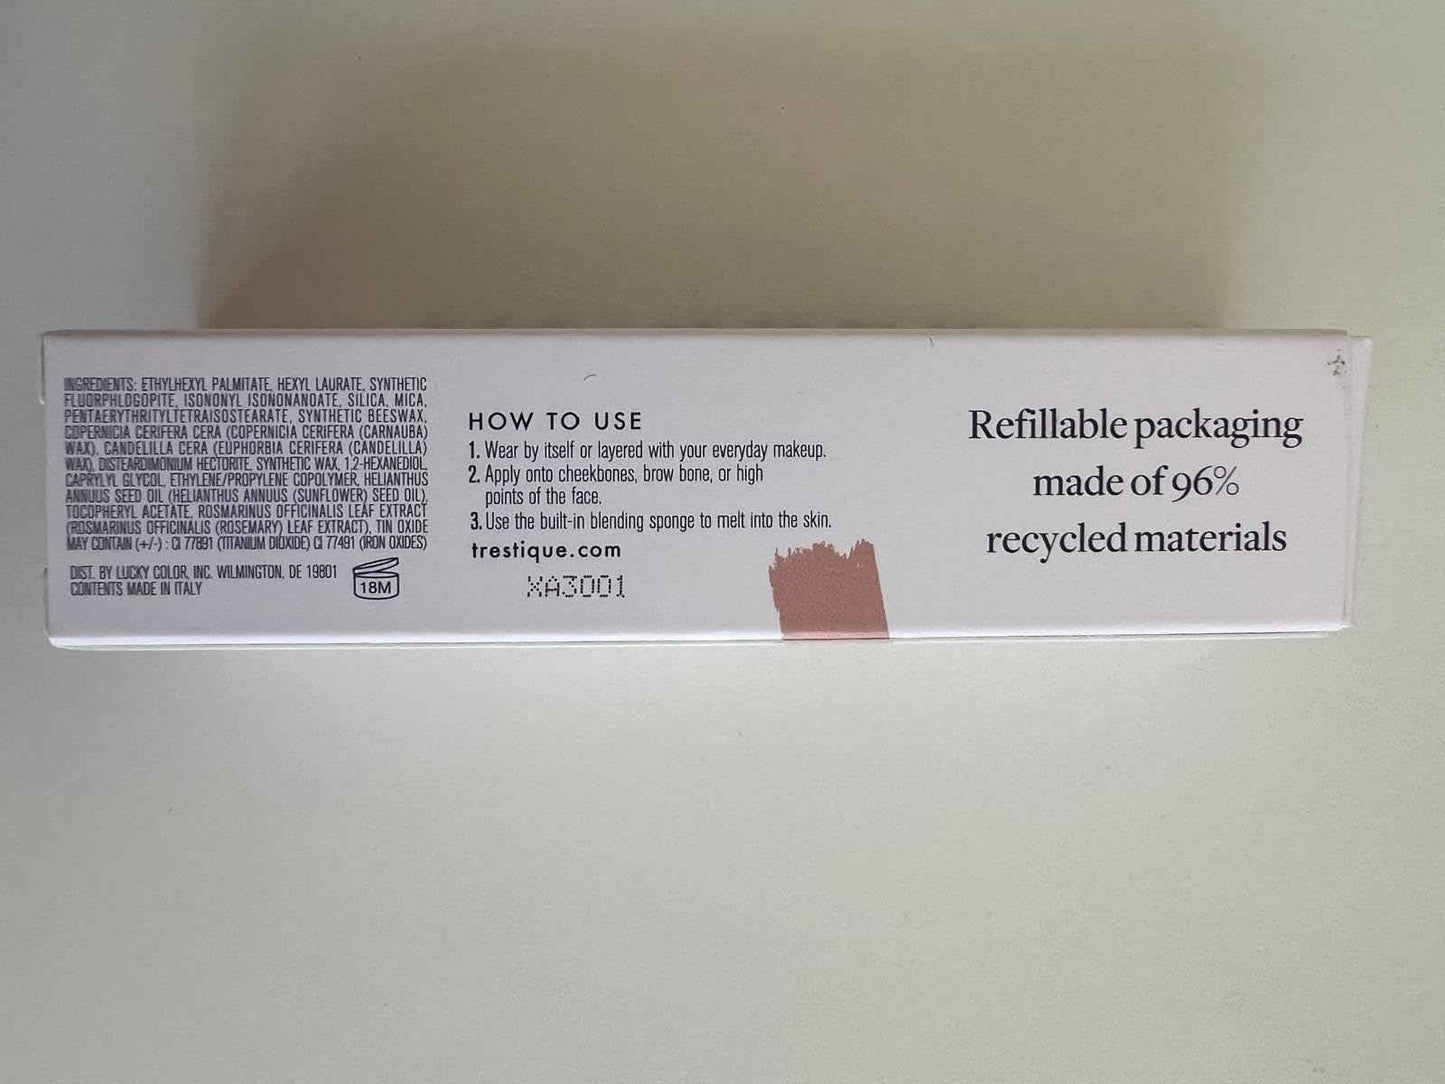 INGREDIENTS: ETHYLHEXYL PALMITATE, HEXYL LAURATE, SYNTHETIC
FLUORPHLOGOPITE, ISONONYL ISONONANOATE, SILICA, MICA,
PENTAERYTHRITYLTETRAISOSTEARATE, SYNTHETIC BEESWAX,
COPERNICIA CERIFERA CERA (COPERNICIA CERIFERA (CARNAUBA)
WAX), CANDELILLA CERA (EUPHORBIA CERIFERA (CANDELILLA)
WAX), DISTEARDIMONIUM HECTORITE, SYNTHETIC WAX, 1,2-HEXANEDIOL,
CAPRYLYL GLYCOL, ETHYLENE/PROPYLENE COPOLYMER, HELIANTHUS
ANNUUS SEED OIL (HELIANTHUS ANNUUS (SUNFLOWER) SEED OIL),
TOCOPHERYL ACETATE, ROSMARINUS OFFICINALIS LEAF EXTRACT
(ROSMARINUS OFFICINALIS (ROSEMARY) LEAF EXTRACT), TIN OXIDE
MAY CONTAIN (+/-) : CI 77891 (TITANIUM DIOXIDE) CI 77491 (IRON OXIDES)
DIST. BY LUCKY COLOR, INC. WILMINGTON, DE 19801
CONTENTS MADE IN ITALY
18M
HOW TO USE
1. Wear by itself or layered with your everyday makeup.
2. Apply onto cheekbones, brow bone, or high
points of the face.
3. Use the built-in blending sponge to melt into the skin.
trestique.com
XA3001
Refillable packaging
made of 96%
recycled materials